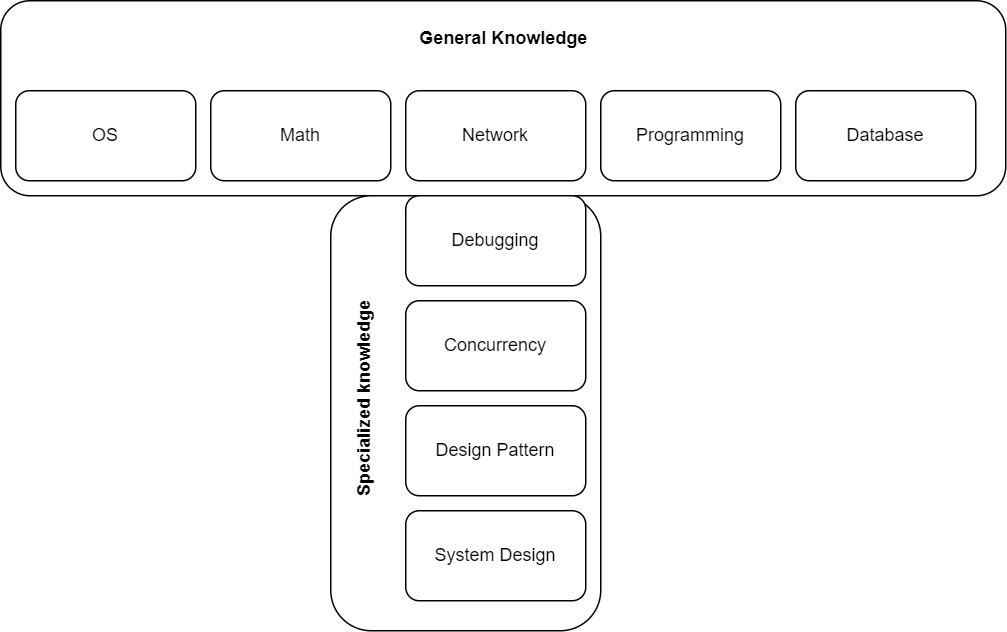 General Knowledge
OS
Math
Network
Programming
Database
Specialized knowledge
Debugging
Concurrency
Design Pattern
System Design